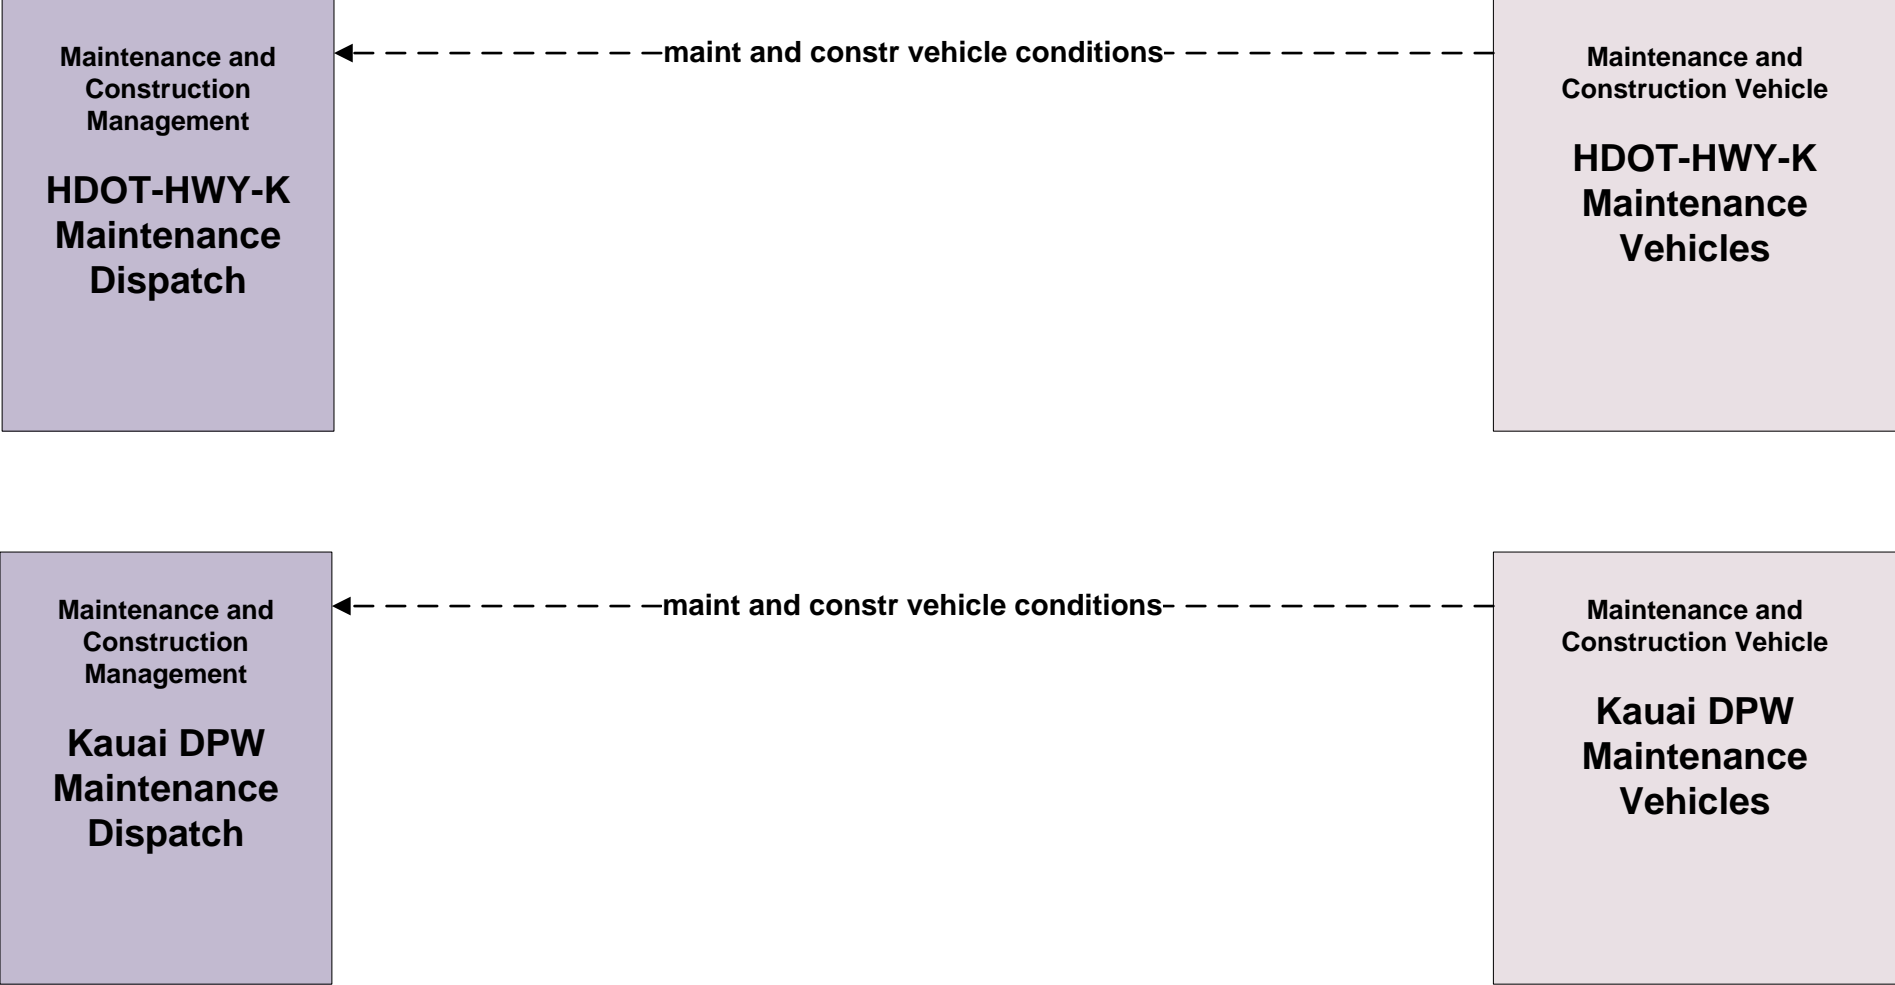 Maintenance and
Construction
Management
HDOT-HWY-K
Maintenance
Dispatch
maint and constr vehicle conditions
Maintenance and
Construction Vehicle
HDOT-HWY-K
Maintenance
Vehicles
Maintenance and
Construction
Management
Kauai DPW
Maintenance
Dispatch
maint and constr vehicle conditions
Maintenance and
Construction Vehicle
Kauai DPW
Maintenance
Vehicles